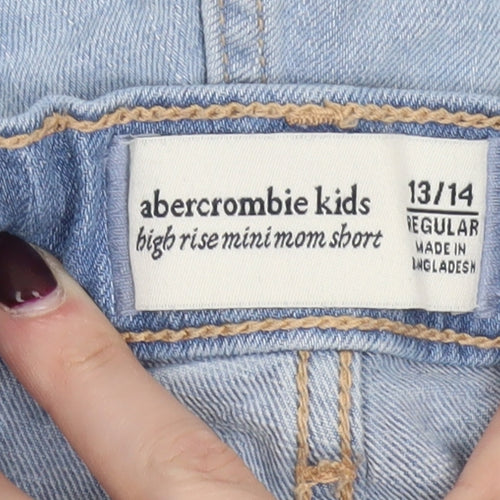 abercrombie kids
high rise mini mom short
13/14
REGULAR
MADE IN
BANGLADESH